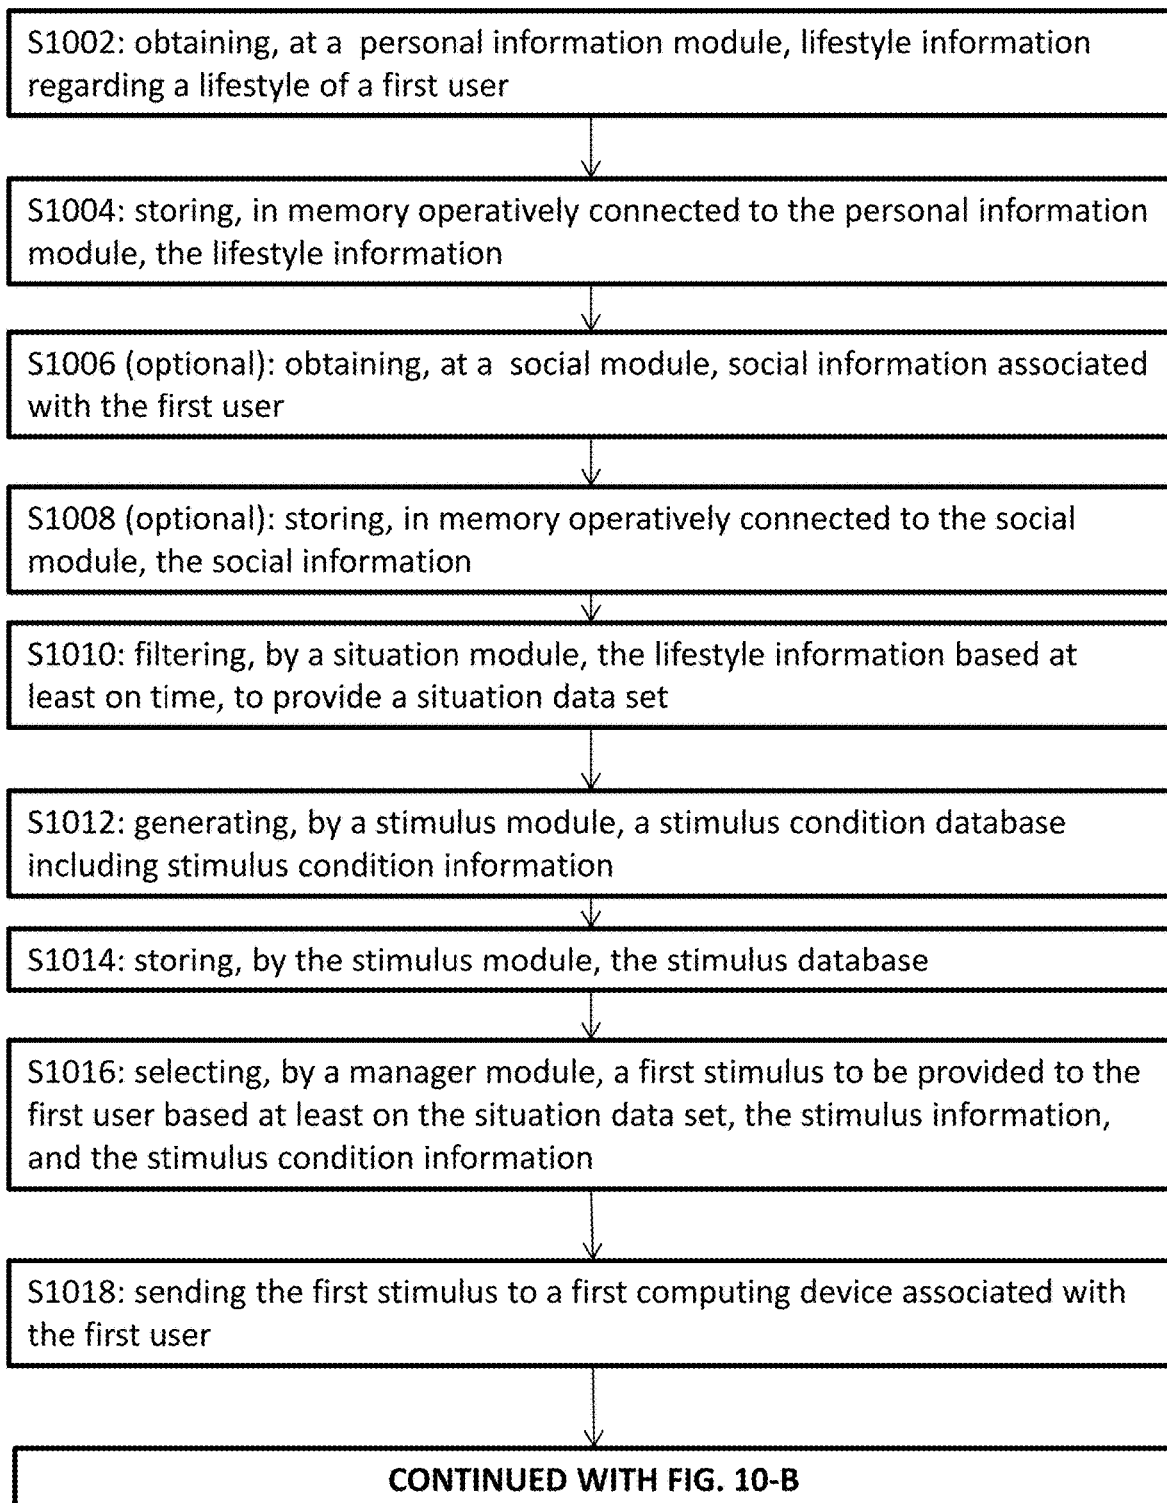 S1002: obtaining, at a personal information module, lifestyle information
regarding a lifestyle of a first user
S1004: storing, in memory operatively connected to the personal information
module, the lifestyle information
S1006 (optional): obtaining, at a social module, social information associated
with the first user
S1008 (optional): storing, in memory operatively connected to the social
module, the social information
S1010: filtering, by a situation module, the lifestyle information based at
least on time, to provide a situation data set
S1012: generating, by a stimulus module, a stimulus condition database
including stimulus condition information
S1014: storing, by the stimulus module, the stimulus database
S1016: selecting, by a manager module, a first stimulus to be provided to the
first user based at least on the situation data set, the stimulus information,
and the stimulus condition information
S1018: sending the first stimulus to a first computing device associated with
the first user
CONTINUED WITH FIG. 10-B